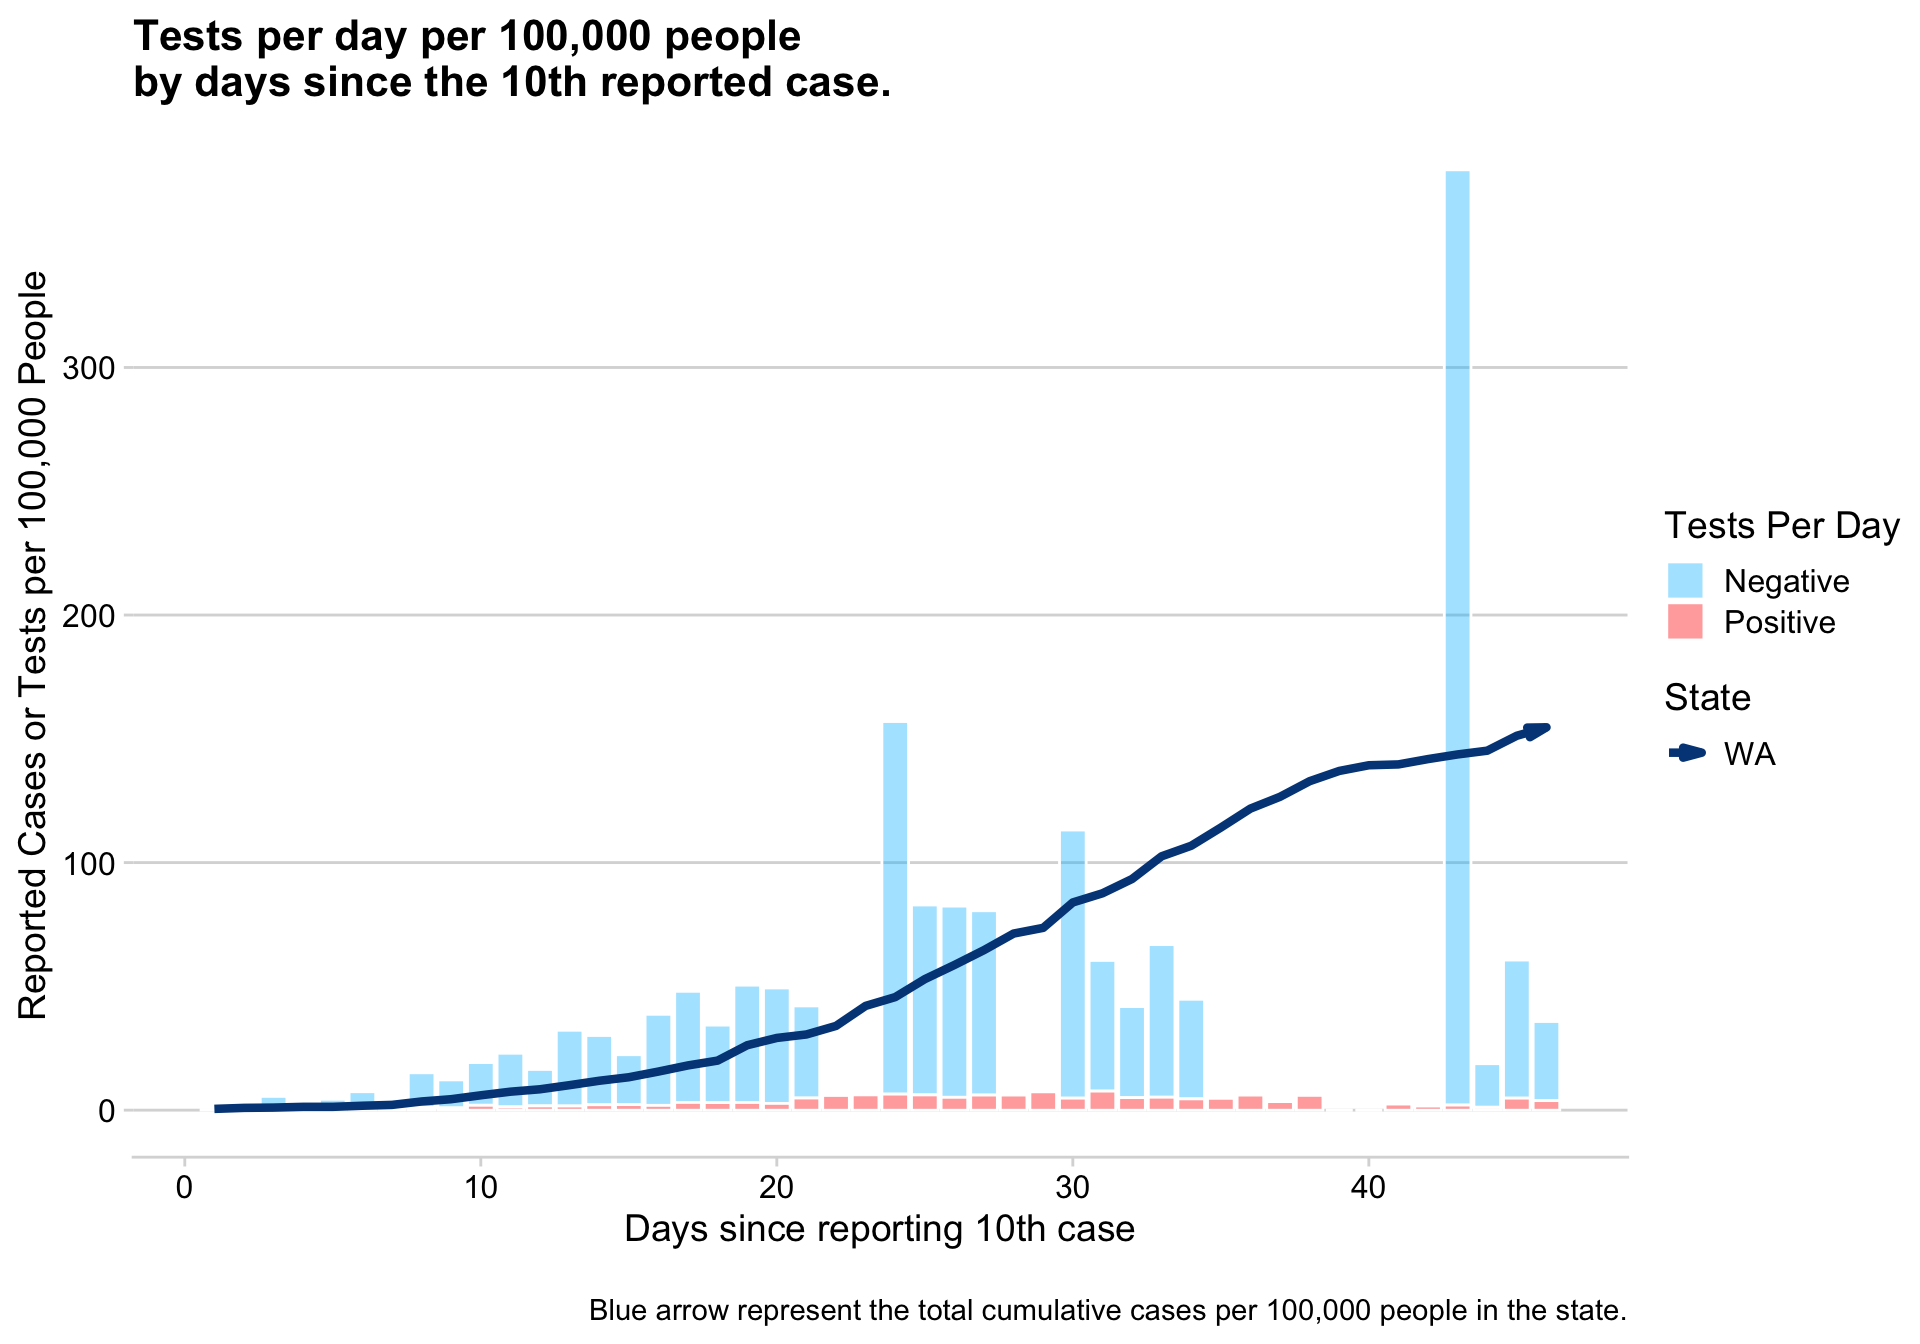 Tests per day per 100,000 people
by days since the 10th reported case.
Reported Cases or Tests per 100,000 People
300
200
100
0
0 10 20 30 40
Days since reporting 10th case
Tests Per Day
Negative
Positive
State
WA
Blue arrow represent the total cumulative cases per 100,000 people in the state.